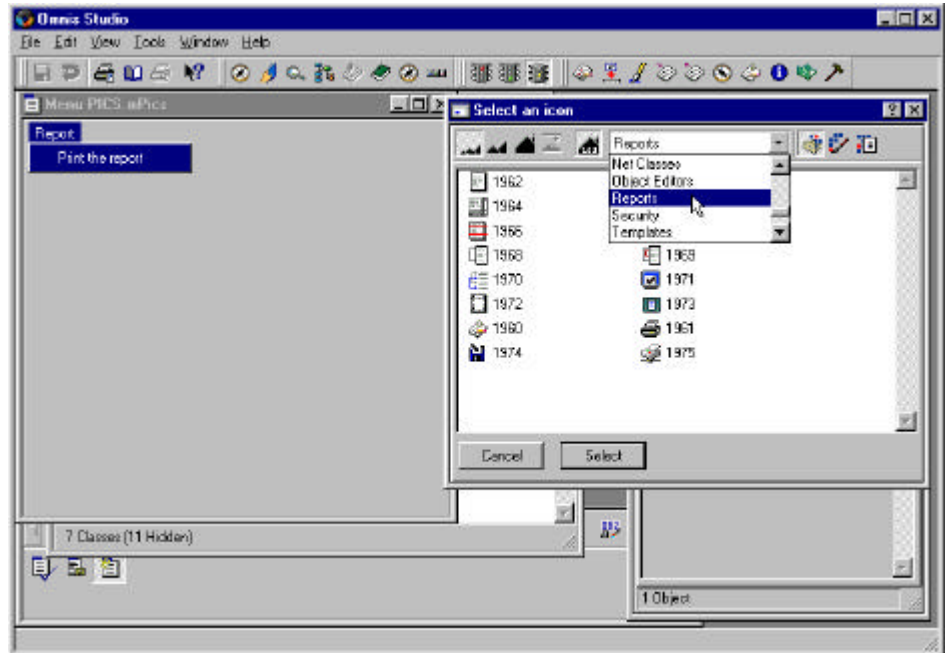 Omnis Studio
File Edit View Tools Window Help
Menu PICS.mPics
Report
Print the report
Select an icon
Reports
Net Classes
Object Editors
Reports
Security
Templates
1962
1964
1966
1968 1969
1970 1971
1972 1973
1960 1961
1974 1975
Cancel Select
7 Classes (11 Hidden)
1 Object